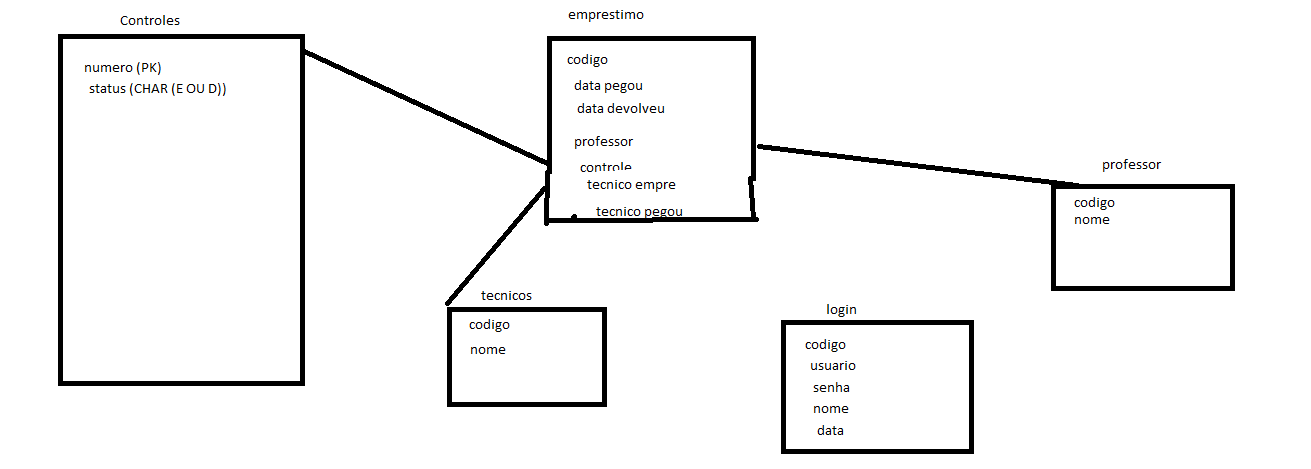 Controles
numero (PK)
status (CHAR (E OU D))
emprestimo
codigo
data pegou
data devolveu
professor
controle
tecnico empre
tecnico pegou
professor
codigo
nome
tecnicos
codigo
nome
login
codigo
usuario
senha
nome
data